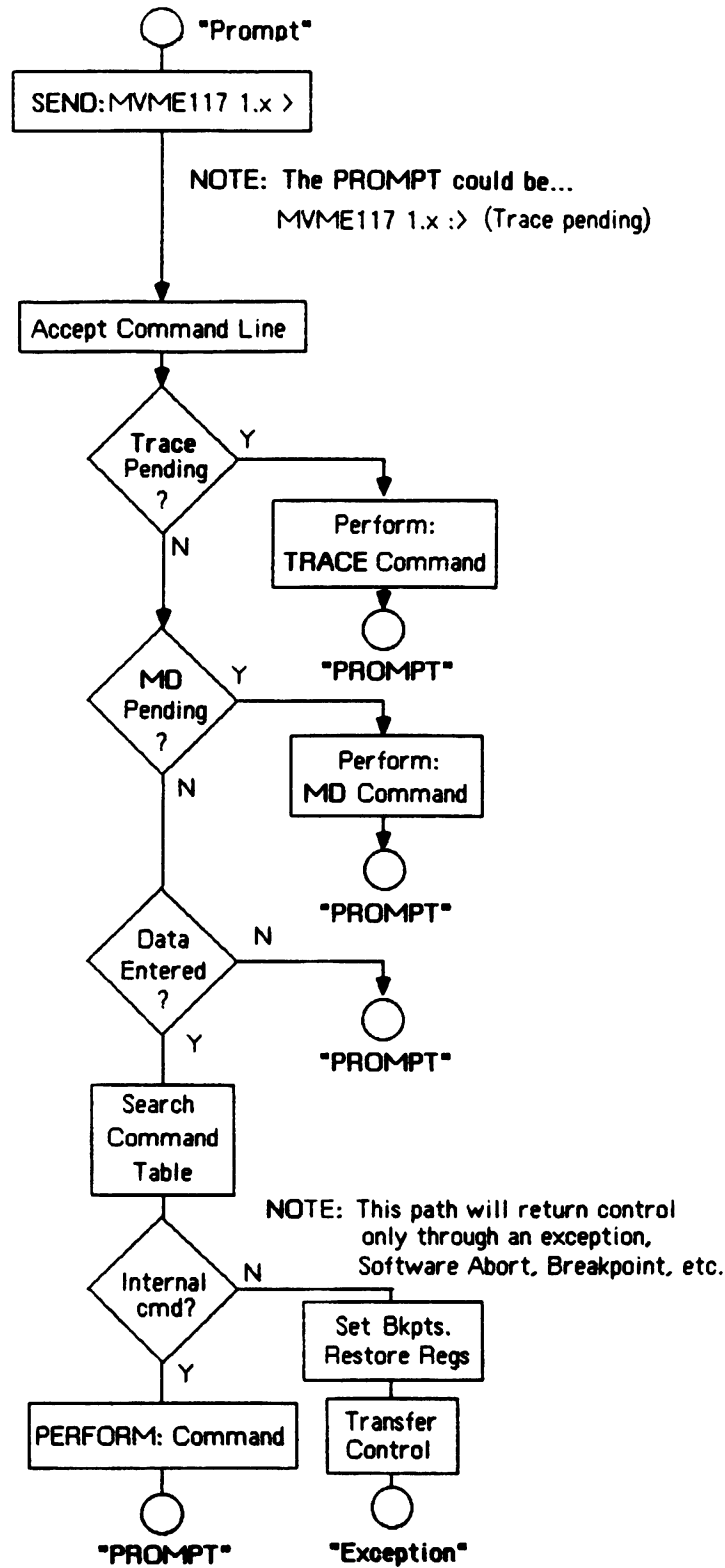 "Prompt"
SEND: MVME117 1.x >
NOTE: The PROMPT could be...
MVME117 1.x :> (Trace pending)
Accept Command Line
Trace
Pending
?
Y
N
Perform:
TRACE Command
"PROMPT"
MD
Pending
?
Y
N
Perform:
MD Command
"PROMPT"
Data
Entered
?
N
Y
"PROMPT"
Search
Command
Table
NOTE: This path will return control
only through an exception,
Software Abort, Breakpoint, etc.
Internal
cmd?
N
Y
Set Bkpts.
Restore Regs
PERFORM: Command
Transfer
Control
"PROMPT"
"Exception"